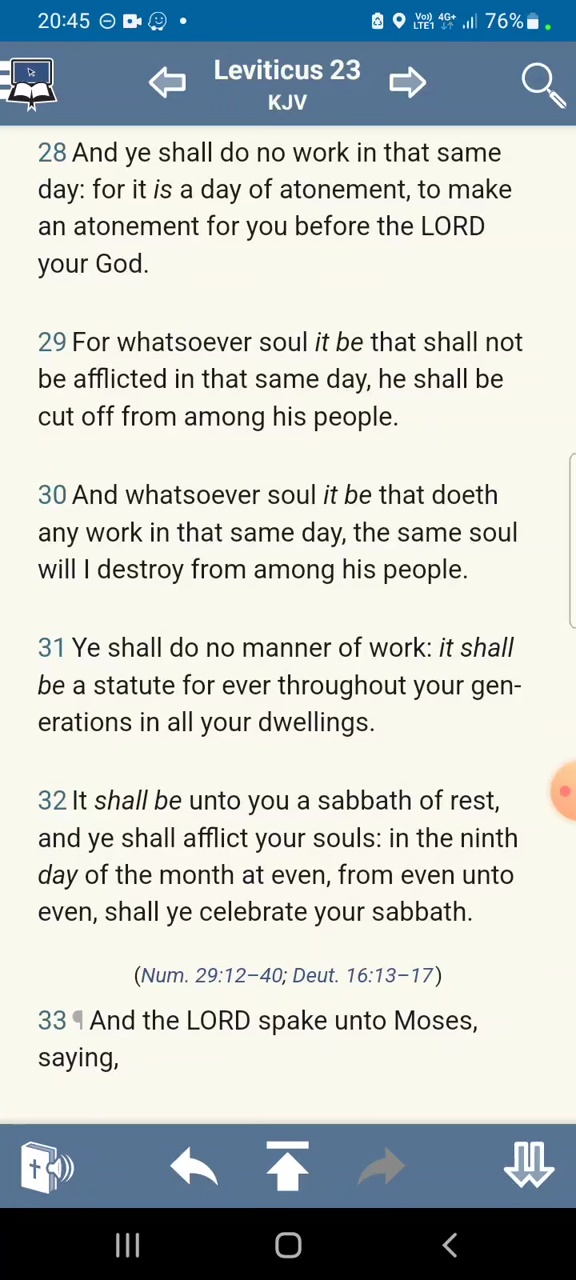 20:45
Vo)) 4G+
LTE1 76%
Leviticus 23
KJV
28 And ye shall do no work in that same
day: for it is a day of atonement, to make
an atonement for you before the LORD
your God.
29 For whatsoever soul it be that shall not
be afflicted in that same day, he shall be
cut off from among his people.
30 And whatsoever soul it be that doeth
any work in that same day, the same soul
will I destroy from among his people.
31 Ye shall do no manner of work: it shall
be a statute for ever throughout your gen-
erations in all your dwellings.
32 It shall be unto you a sabbath of rest,
and ye shall afflict your souls: in the ninth
day of the month at even, from even unto
even, shall ye celebrate your sabbath.
(Num. 29:12–40; Deut. 16:13–17)
33 ¶ And the LORD spake unto Moses,
saying,